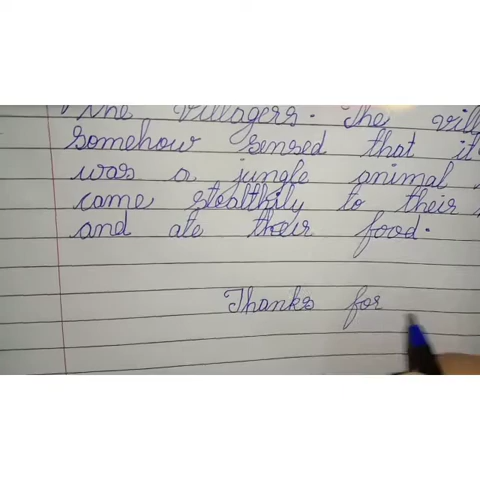 the villagers. The
somehow sensed that it
was a jungle animal
came stealthily to their
and ate their food.
Thanks for